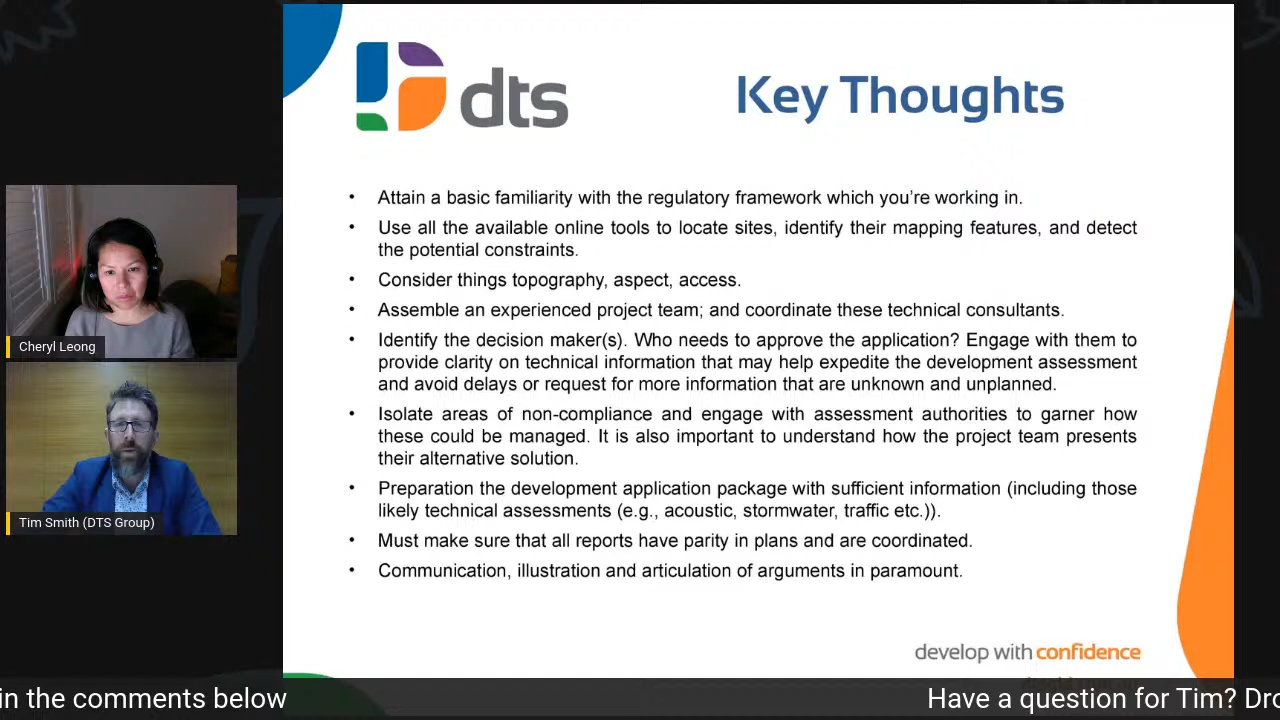 dts
Key Thoughts
• Attain a basic familiarity with the regulatory framework which you're working in.
• Use all the available online tools to locate sites, identify their mapping features, and detect
the potential constraints.
• Consider things topography, aspect, access.
• Assemble an experienced project team; and coordinate these technical consultants.
• Identify the decision maker(s). Who needs to approve the application? Engage with them to
provide clarity on technical information that may help expedite the development assessment
and avoid delays or request for more information that are unknown and unplanned.
• Isolate areas of non-compliance and engage with assessment authorities to garner how
these could be managed. It is also important to understand how the project team presents
their alternative solution.
• Preparation the development application package with sufficient information (including those
likely technical assessments (e.g., acoustic, stormwater, traffic etc.)).
• Must make sure that all reports have parity in plans and are coordinated.
• Communication, illustration and articulation of arguments in paramount.
Cheryl Leong
Tim Smith (DTS Group)
develop with confidence
in the comments below
Have a question for Tim? Dro